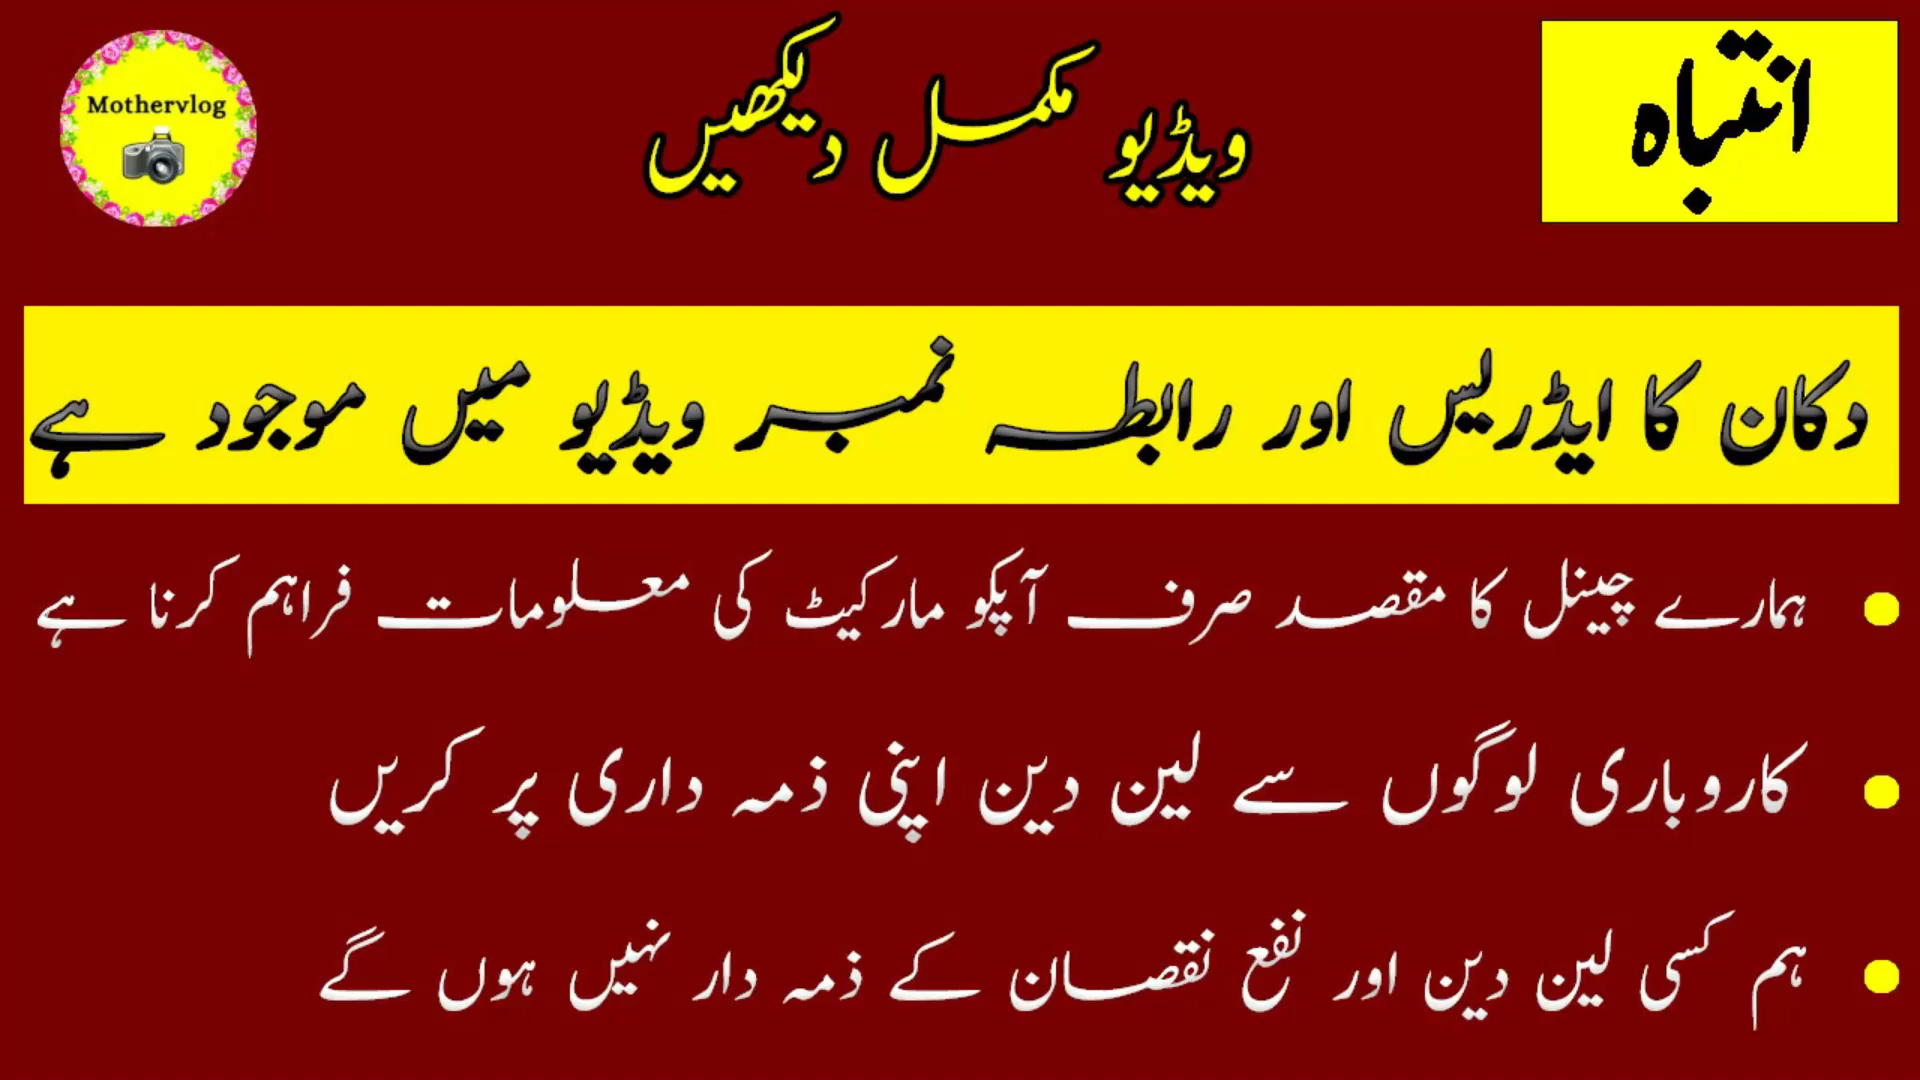 انتباہ
ویڈیو مکمل دیکھیں
Mothervlog
دکان کا ایڈریس اور رابطہ نمبر ویڈیو میں موجود ہے
ہمارے چینل کا مقصد صرف آپکو مارکیٹ کی معلومات فراہم کرنا ہے
کاروباری لوگوں سے لین دین اپنی ذمہ داری پر کریں
ہم کسی لین دین اور نفع نقصان کے ذمہ دار نہیں ہوں گے